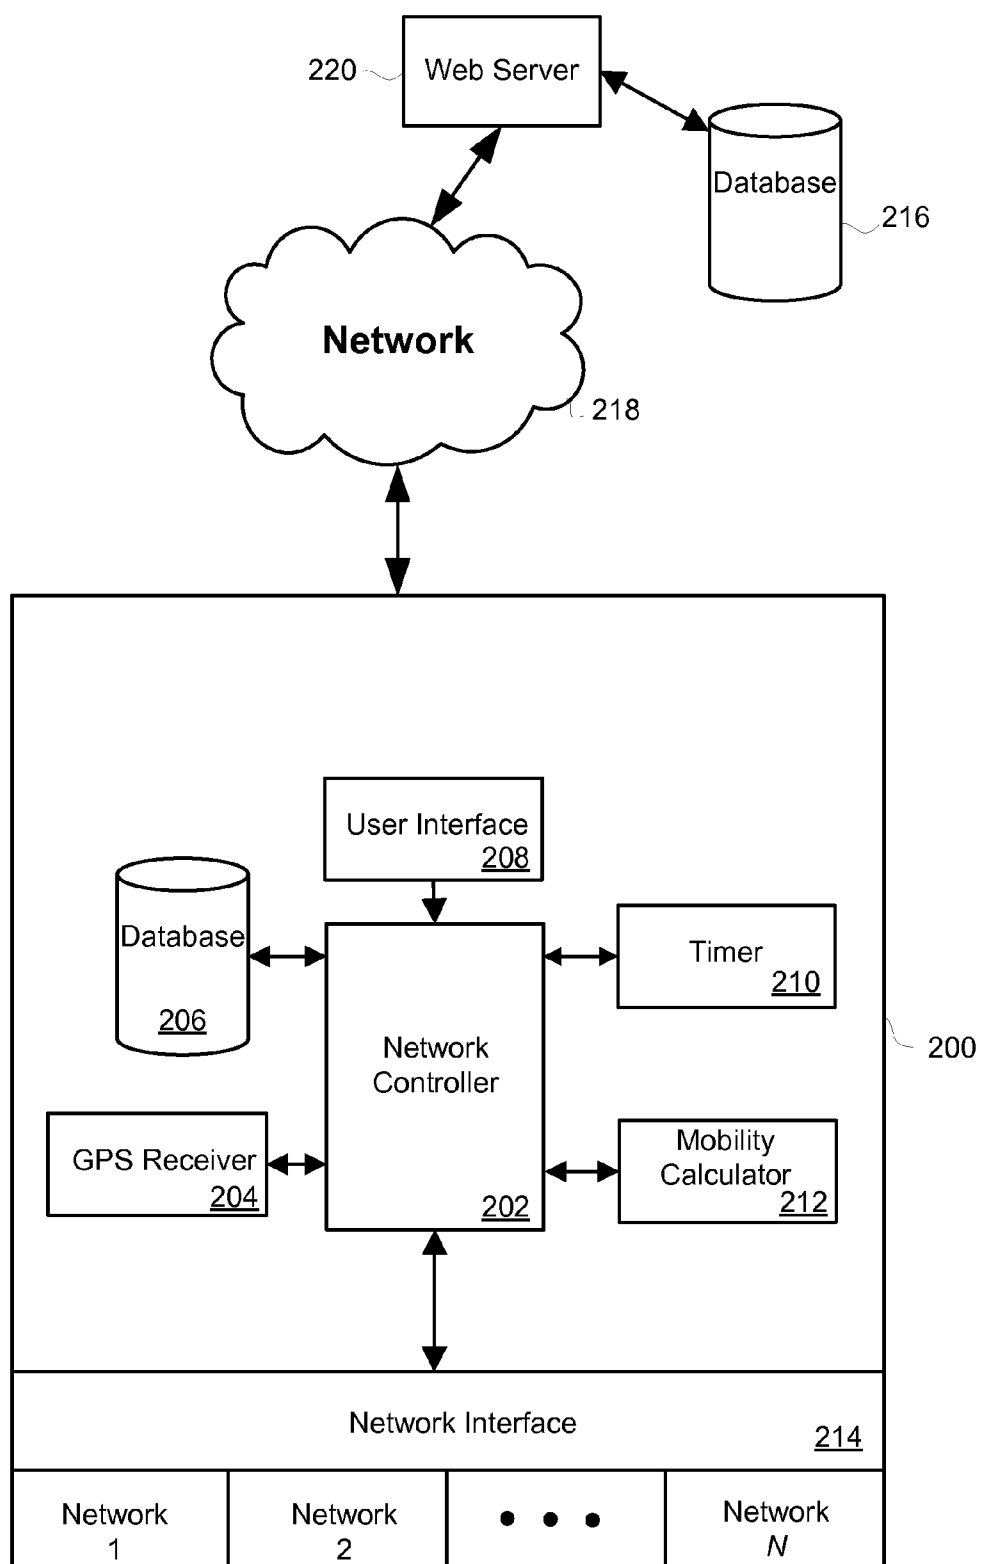 220
Web Server
Database
216
Network
218
User Interface
208
Database
206
Timer
210
Network
Controller
202
200
GPS Receiver
204
Mobility
Calculator
212
Network Interface
214
Network
1
Network
2
• • •
Network
N